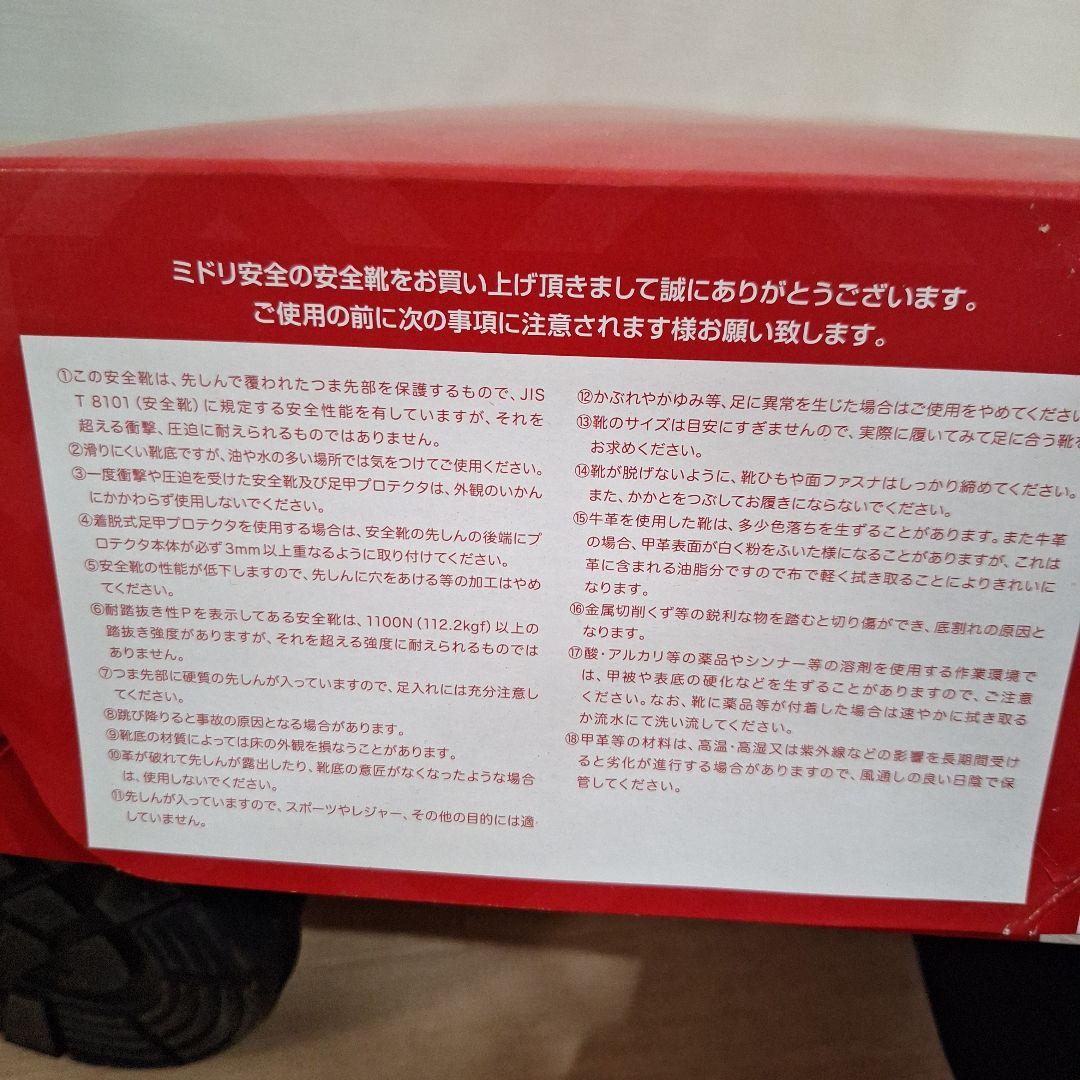 ミドリ安全の安全靴をお買い上げ頂きまして誠にありがとうございます。
ご使用の前に次の事項に注意されます様お願い致します。
①この安全靴は、先しんで覆われたつま先部を保護するもので、JIS
T 8101（安全靴）に規定する安全性能を有していますが、それを
超える衝撃、圧迫に耐えられるものではありません。
②滑りにくい靴底ですが、油や水の多い場所では気をつけてご使用ください。
③一度衝撃や圧迫を受けた安全靴及び足甲プロテクタは、外観のいかん
にかかわらず使用しないでください。
④着脱式足甲プロテクタを使用する場合は、安全靴の先しんの後端にプ
ロテクタ本体が必ず3mm以上重なるように取り付けてください。
⑤安全靴の性能が低下しますので、先しんに穴をあける等の加工はやめ
てください。
⑥耐踏抜き性Pを表示してある安全靴は、1100N（112.2kgf）以上の
踏抜き強度がありますが、それを超える強度に耐えられるものでは
ありません。
⑦つま先部に硬質の先しんが入っていますので、足入れには充分注意し
てください。
⑧跳び降りると事故の原因となる場合があります。
⑨靴底の材質によっては床の外観を損なうことがあります。
⑩革が破れて先しんが露出したり、靴底の意匠がなくなったような場合
は、使用しないでください。
⑪先しんが入っていますので、スポーツやレジャー、その他の目的には適
していません。
⑫かぶれやかゆみ等、足に異常を生じた場合はご使用をやめてください
⑬靴のサイズは目安にすぎませんので、実際に履いてみて足に合う靴を
お求めください。
⑭靴が脱げないように、靴ひもや面ファスナはしっかり締めてください。
また、かかとをつぶしてお履きにならないでください。
⑮牛革を使用した靴は、多少色落ちを生ずることがあります。また牛革
の場合、甲革表面が白く粉をふいた様になることがありますが、これは
革に含まれる油脂分ですので布で軽く拭き取ることによりきれいに
なります。
⑯金属切削くず等の鋭利な物を踏むと切り傷ができ、底割れの原因と
なります。
⑰酸・アルカリ等の薬品やシンナー等の溶剤を使用する作業環境で
は、甲被や表底の硬化などを生ずることがありますので、ご注意
ください。なお、靴に薬品等が付着した場合は速やかに拭き取る
か流水にて洗い流してください。
⑱甲革等の材料は、高温・高湿又は紫外線などの影響を長期間受け
ると劣化が進行する場合がありますので、風通しの良い日陰で保
管してください。